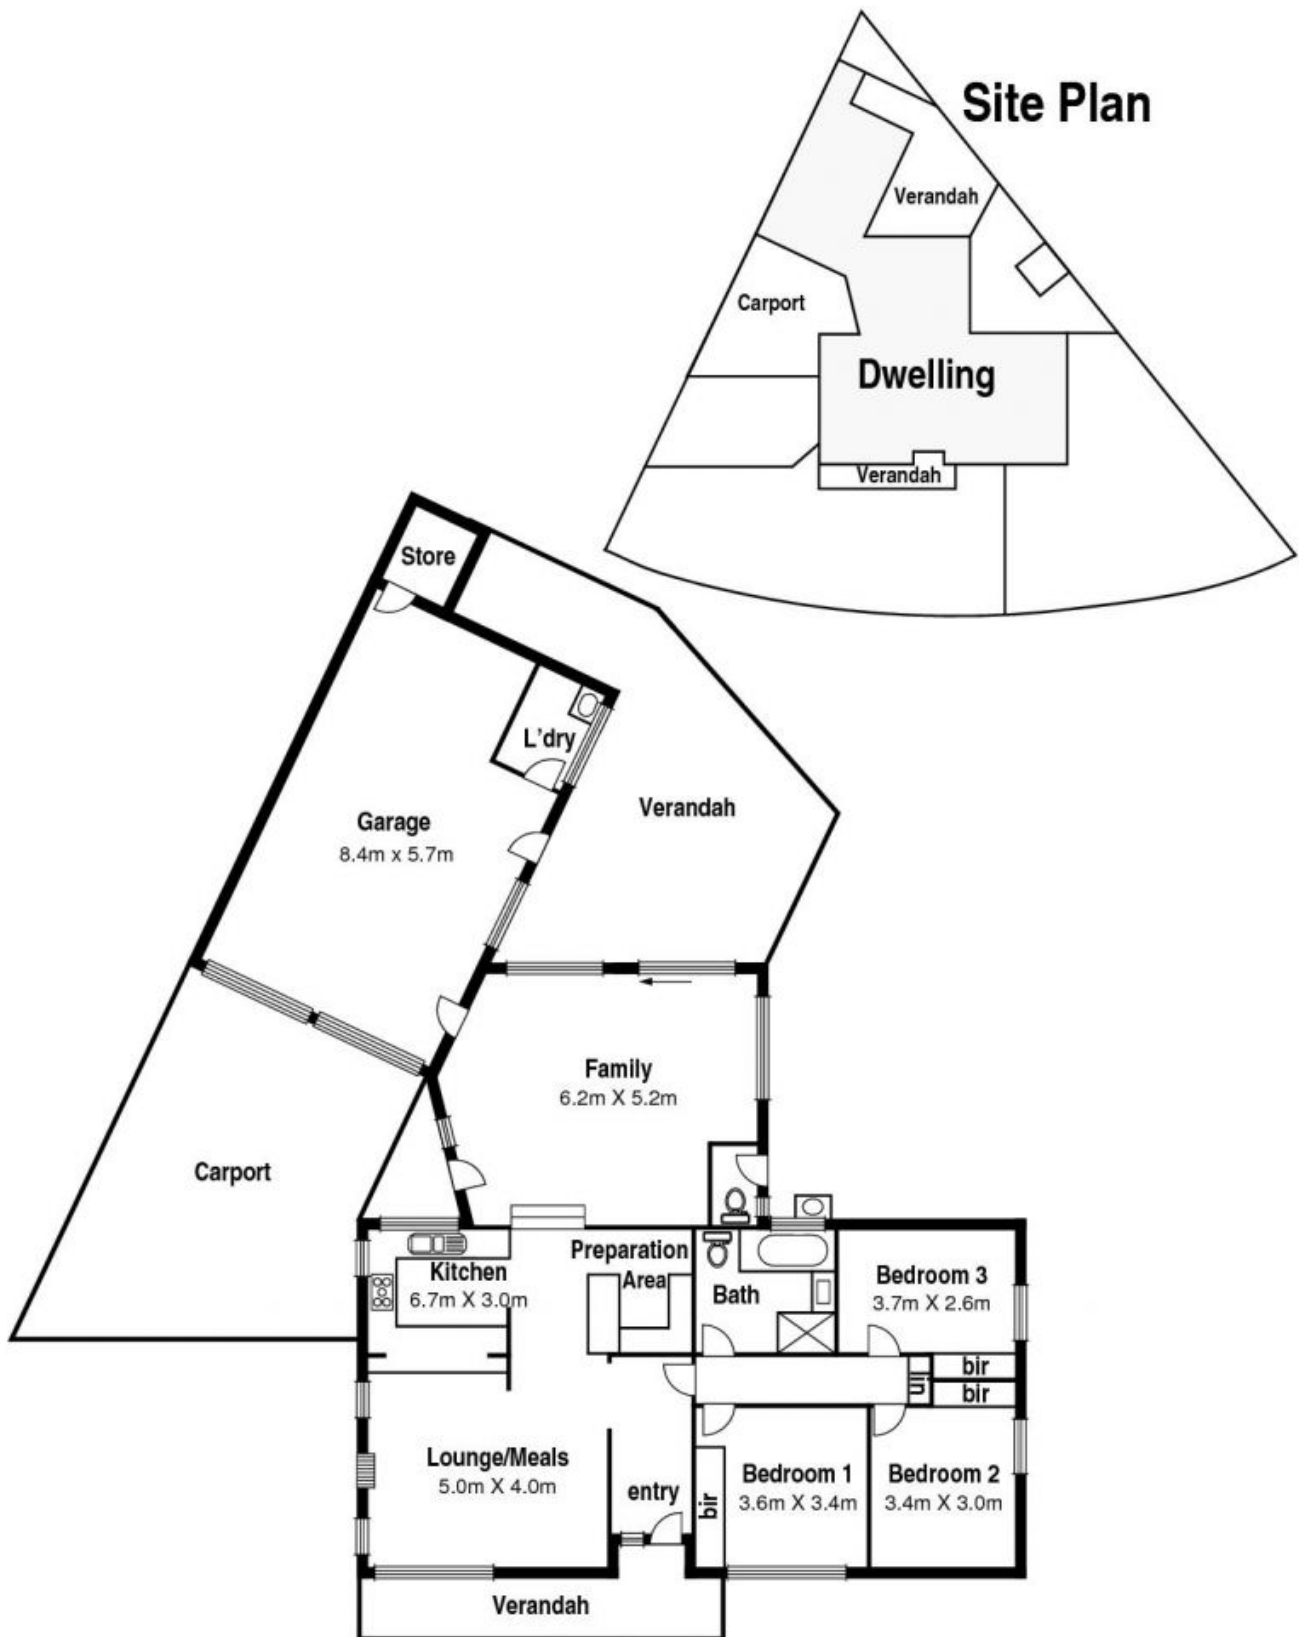 Site Plan
Verandah
Carport
Dwelling
Verandah
Store
L'dry
Verandah
Garage
8.4m x 5.7m
Family
6.2m X 5.2m
Carport
Kitchen
6.7m X 3.0m
Preparation
Area
Bath
Bedroom 3
3.7m X 2.6m
bir
lin
bir
Lounge/Meals
5.0m X 4.0m
entry
bir
Bedroom 1
3.6m X 3.4m
Bedroom 2
3.4m X 3.0m
Verandah